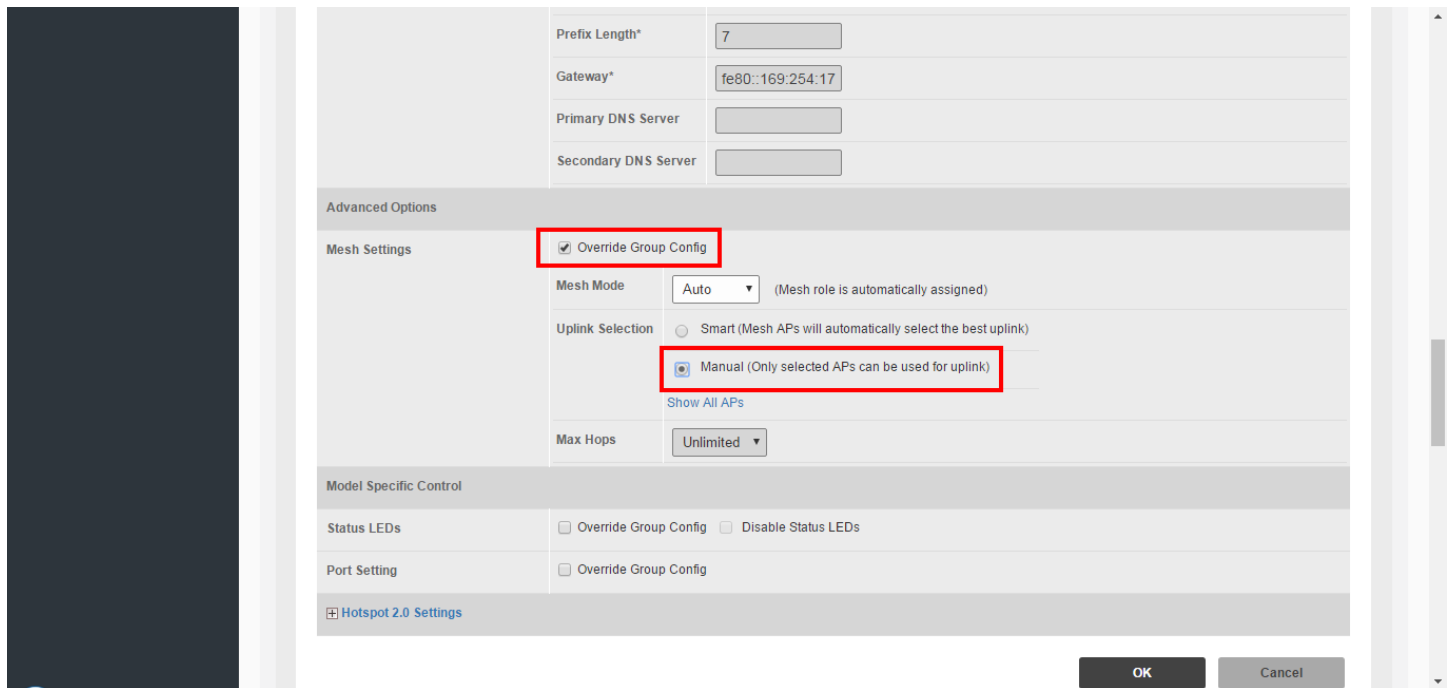 Prefix Length* 7
Gateway* fe80::169:254:17
Primary DNS Server
Secondary DNS Server
Advanced Options
Mesh Settings Override Group Config
Mesh Mode Auto (Mesh role is automatically assigned)
Uplink Selection Smart (Mesh APs will automatically select the best uplink)
Manual (Only selected APs can be used for uplink)
Show All APs
Max Hops Unlimited
Model Specific Control
Status LEDs Override Group Config Disable Status LEDs
Port Setting Override Group Config
Hotspot 2.0 Settings
OK Cancel